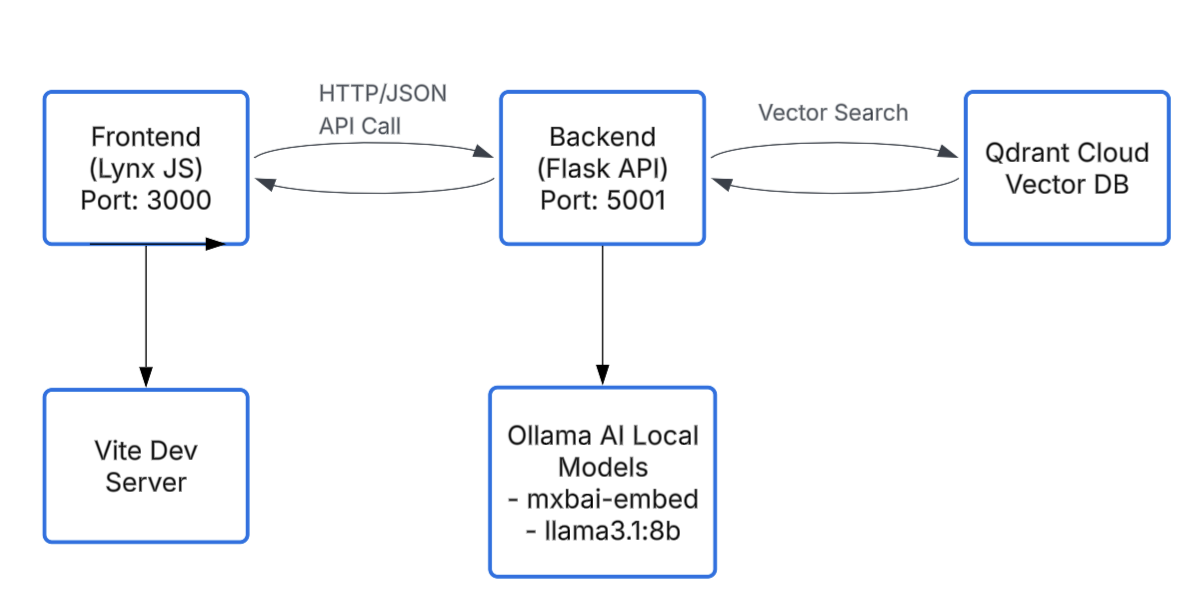 HTTP/JSON
API Call
Vector Search
Frontend
(Lynx JS)
Port: 3000
Backend
(Flask API)
Port: 5001
Qdrant Cloud
Vector DB
Vite Dev
Server
Ollama AI Local
Models
- mxbai-embed
- llama3.1:8b